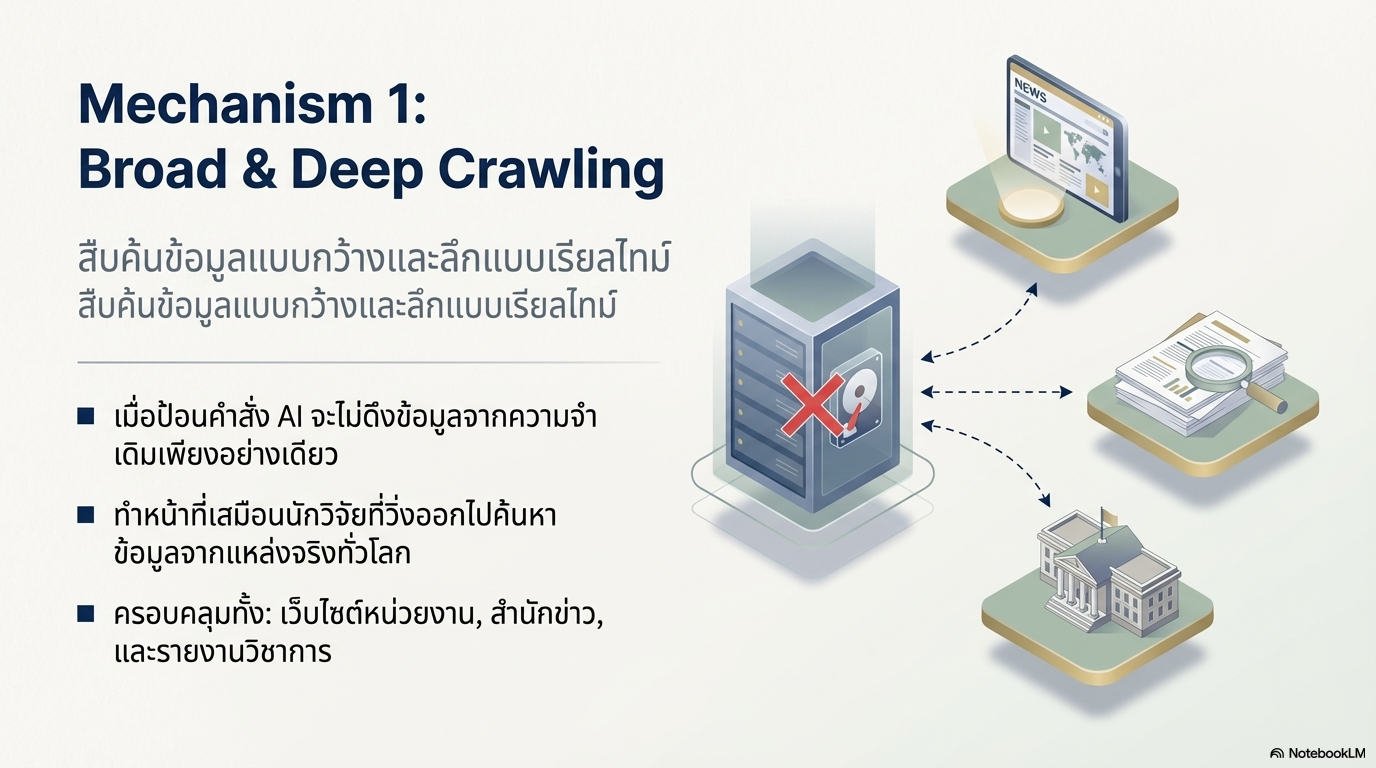 Mechanism 1:
Broad & Deep Crawling
สืบค้นข้อมูลแบบกว้างและลึกแบบเรียลไทม์
สืบค้นข้อมูลแบบกว้างและลึกแบบเรียลไทม์
เมื่อป้อนคำสั่ง AI จะไม่ดึงข้อมูลจากความจำ
เดิมเพียงอย่างเดียว
ทำหน้าที่เสมือนนักวิจัยที่วิ่งออกไปค้นหา
ข้อมูลจากแหล่งจริงทั่วโลก
ครอบคลุมทั้ง: เว็บไซต์หน่วยงาน, สำนักข่าว,
และรายงานวิชาการ
NEWS
NotebookLM